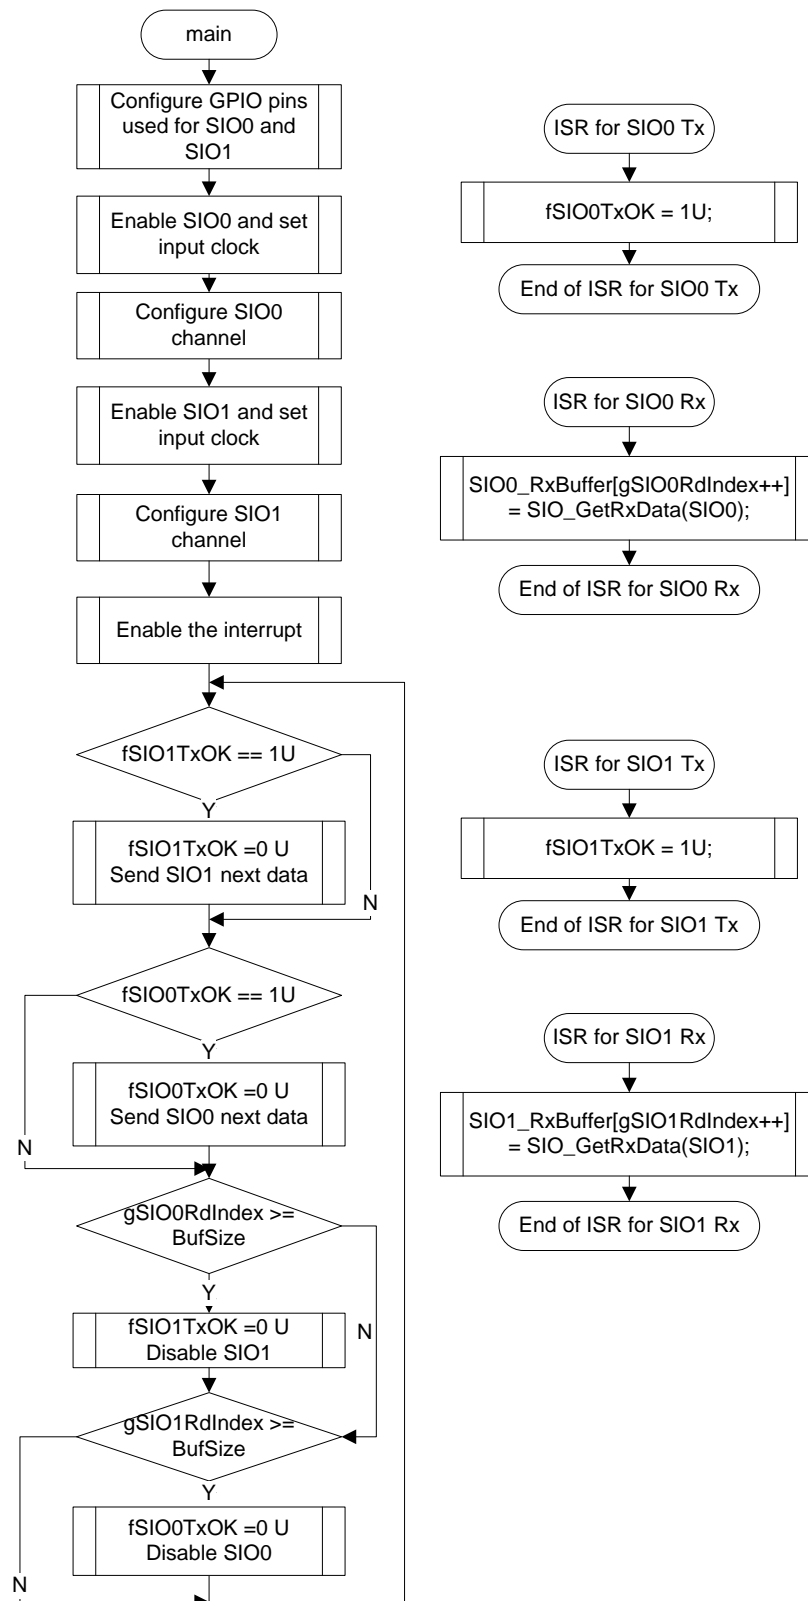 main
Configure GPIO pins
used for SIO0 and
SIO1
Enable SIO0 and set
input clock
Configure SIO0
channel
Enable SIO1 and set
input clock
Configure SIO1
channel
Enable the interrupt
fSIO1TxOK == 1U
Y
fSIO1TxOK =0 U
Send SIO1 next data
N
fSIO0TxOK == 1U
Y
fSIO0TxOK =0 U
Send SIO0 next data
N
gSIO0RdIndex >=
BufSize
Y
fSIO1TxOK =0 U
Disable SIO1
N
gSIO1RdIndex >=
BufSize
Y
fSIO0TxOK =0 U
Disable SIO0
N
ISR for SIO0 Tx
fSIO0TxOK = 1U;
End of ISR for SIO0 Tx
ISR for SIO0 Rx
SIO0_RxBuffer[gSIO0RdIndex++]
= SIO_GetRxData(SIO0);
End of ISR for SIO0 Rx
ISR for SIO1 Tx
fSIO1TxOK = 1U;
End of ISR for SIO1 Tx
ISR for SIO1 Rx
SIO1_RxBuffer[gSIO1RdIndex++]
= SIO_GetRxData(SIO1);
End of ISR for SIO1 Rx